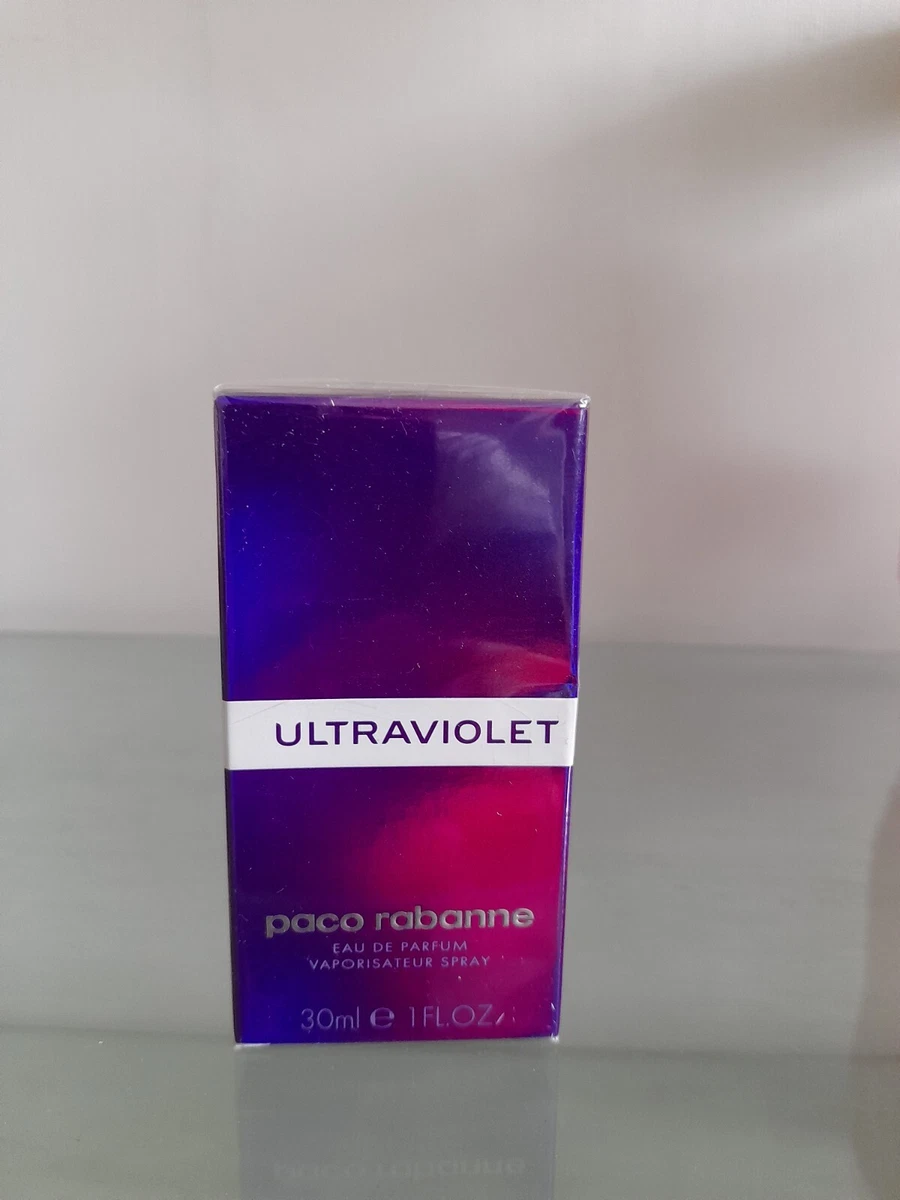 ULTRAVIOLET
paco rabanne
EAU DE PARFUM
VAPORISATEUR SPRAY
30ml e 1FL.OZ